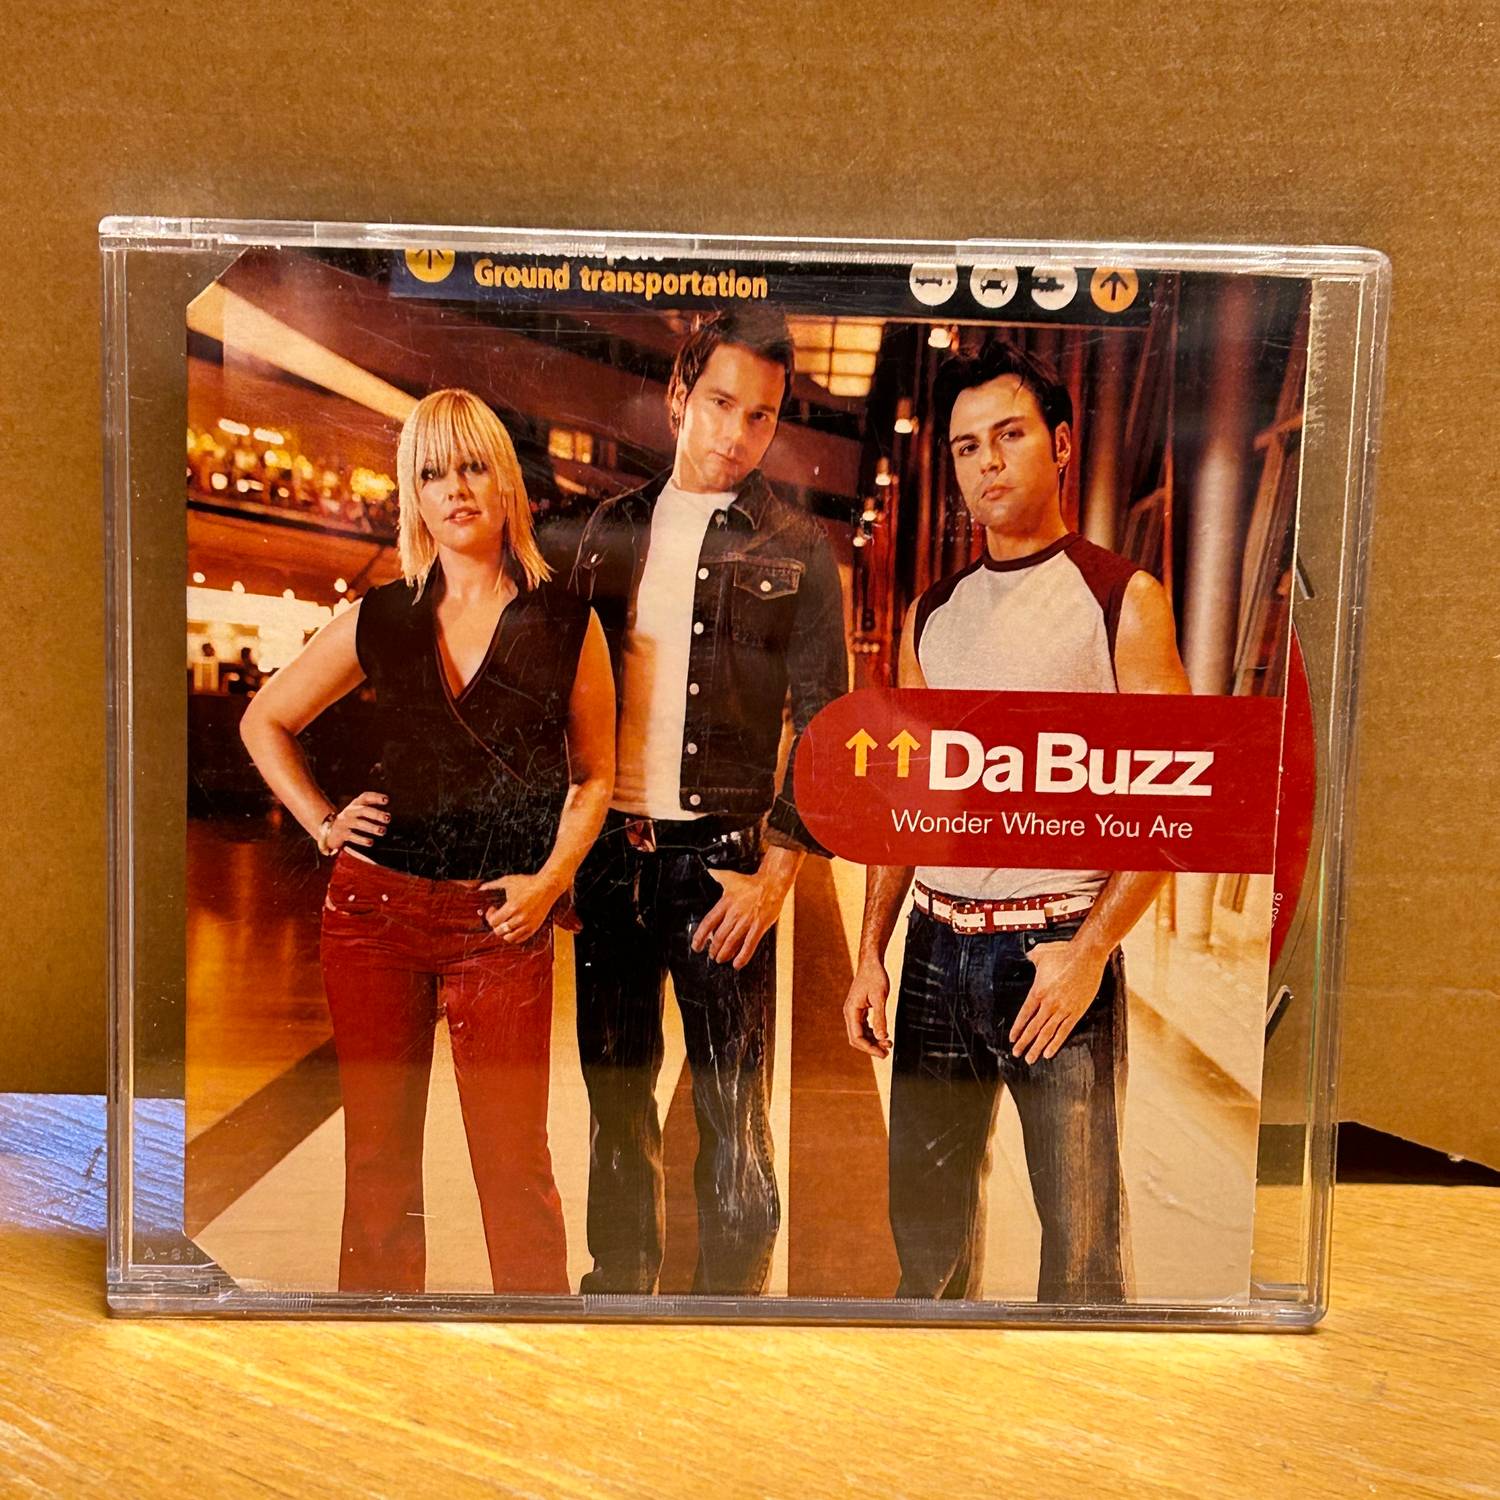 Ground transportation
↑↑ Da Buzz
Wonder Where You Are